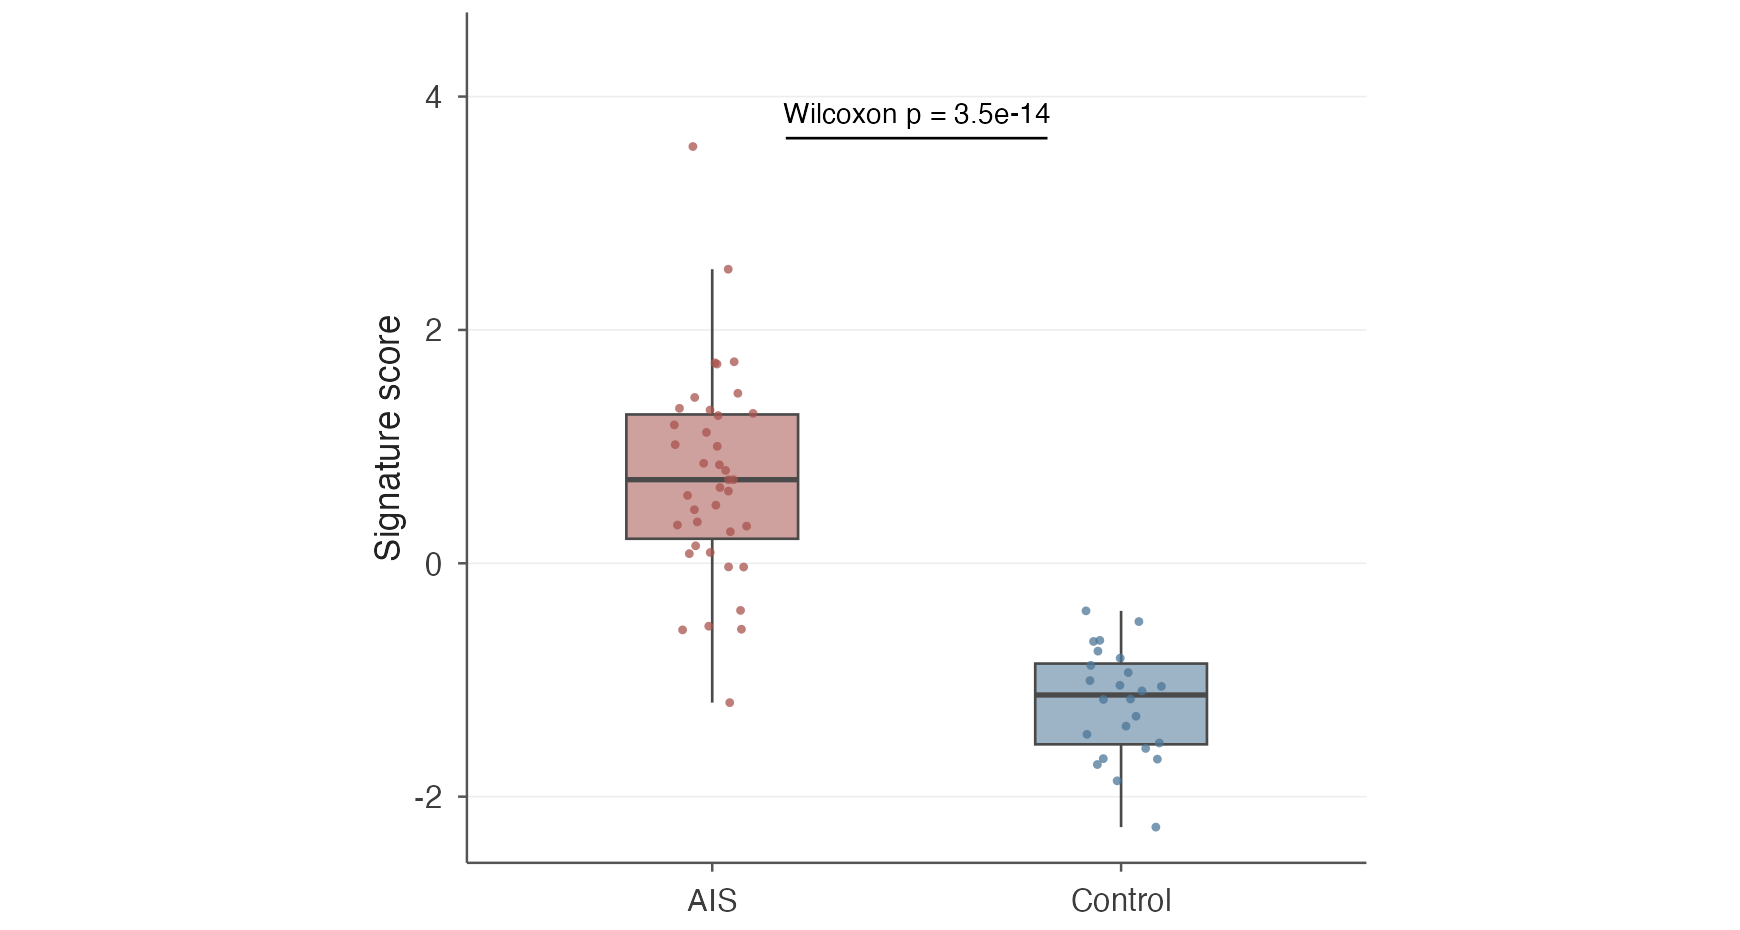 4
Wilcoxon p = 3.5e-14
2
Signature score
0
-2
AIS
Control